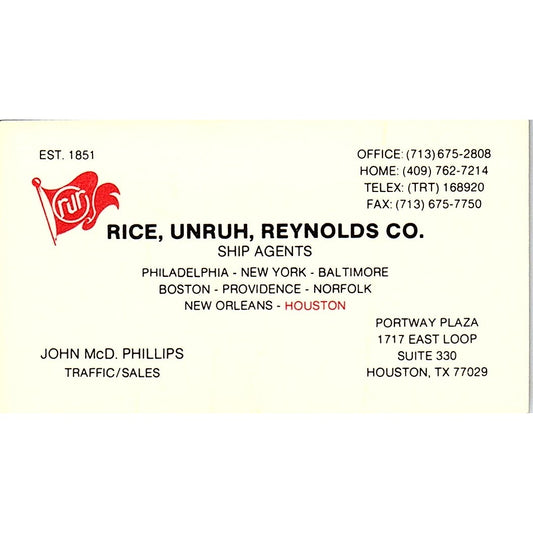 EST. 1851
OFFICE: (713) 675-2808
HOME: (409) 762-7214
TELEX: (TRT) 168920
FAX: (713) 675-7750
rur
RICE, UNRUH, REYNOLDS CO.
SHIP AGENTS
PHILADELPHIA - NEW YORK - BALTIMORE
BOSTON - PROVIDENCE - NORFOLK
NEW ORLEANS - HOUSTON
JOHN McD. PHILLIPS
TRAFFIC/SALES
PORTWAY PLAZA
1717 EAST LOOP
SUITE 330
HOUSTON, TX 77029